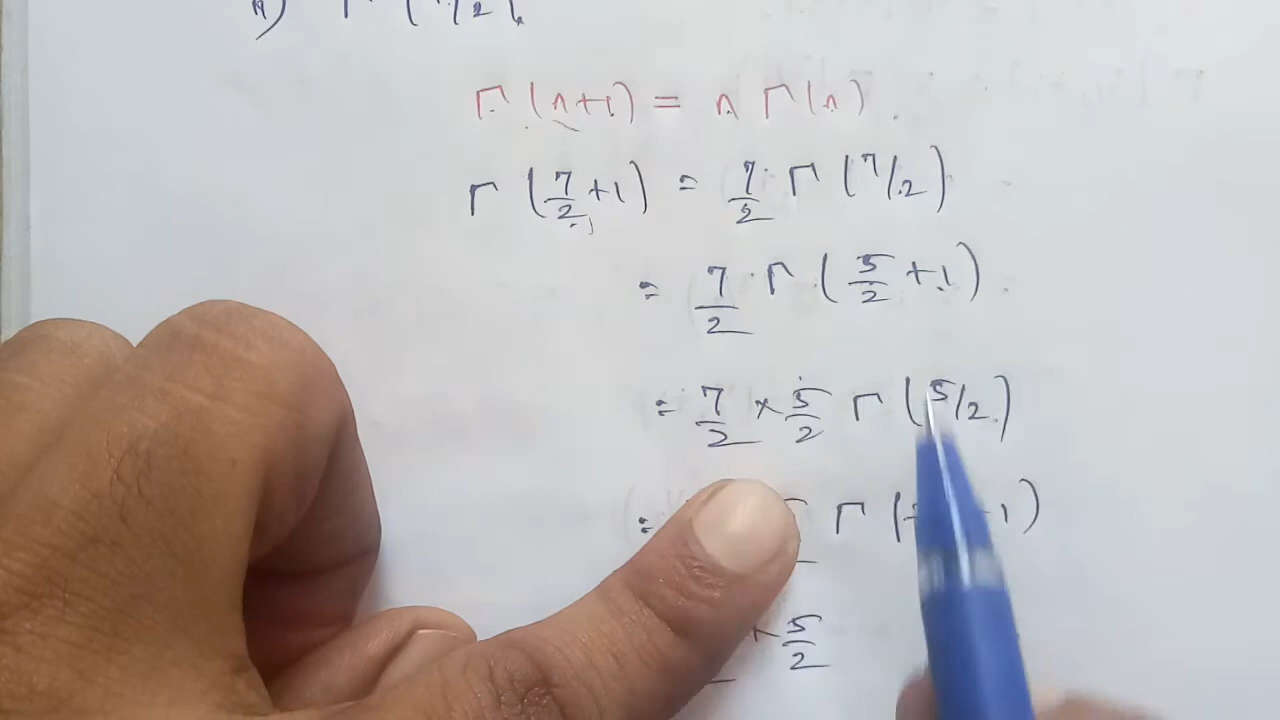 Γ(n+1) = n Γ(n).
Γ(7/2+1) = 7/2 Γ(7/2)
= 7/2 Γ(5/2+1)
= 7/2 × 5/2 Γ(5/2)
= Γ( 1)
× 5/2